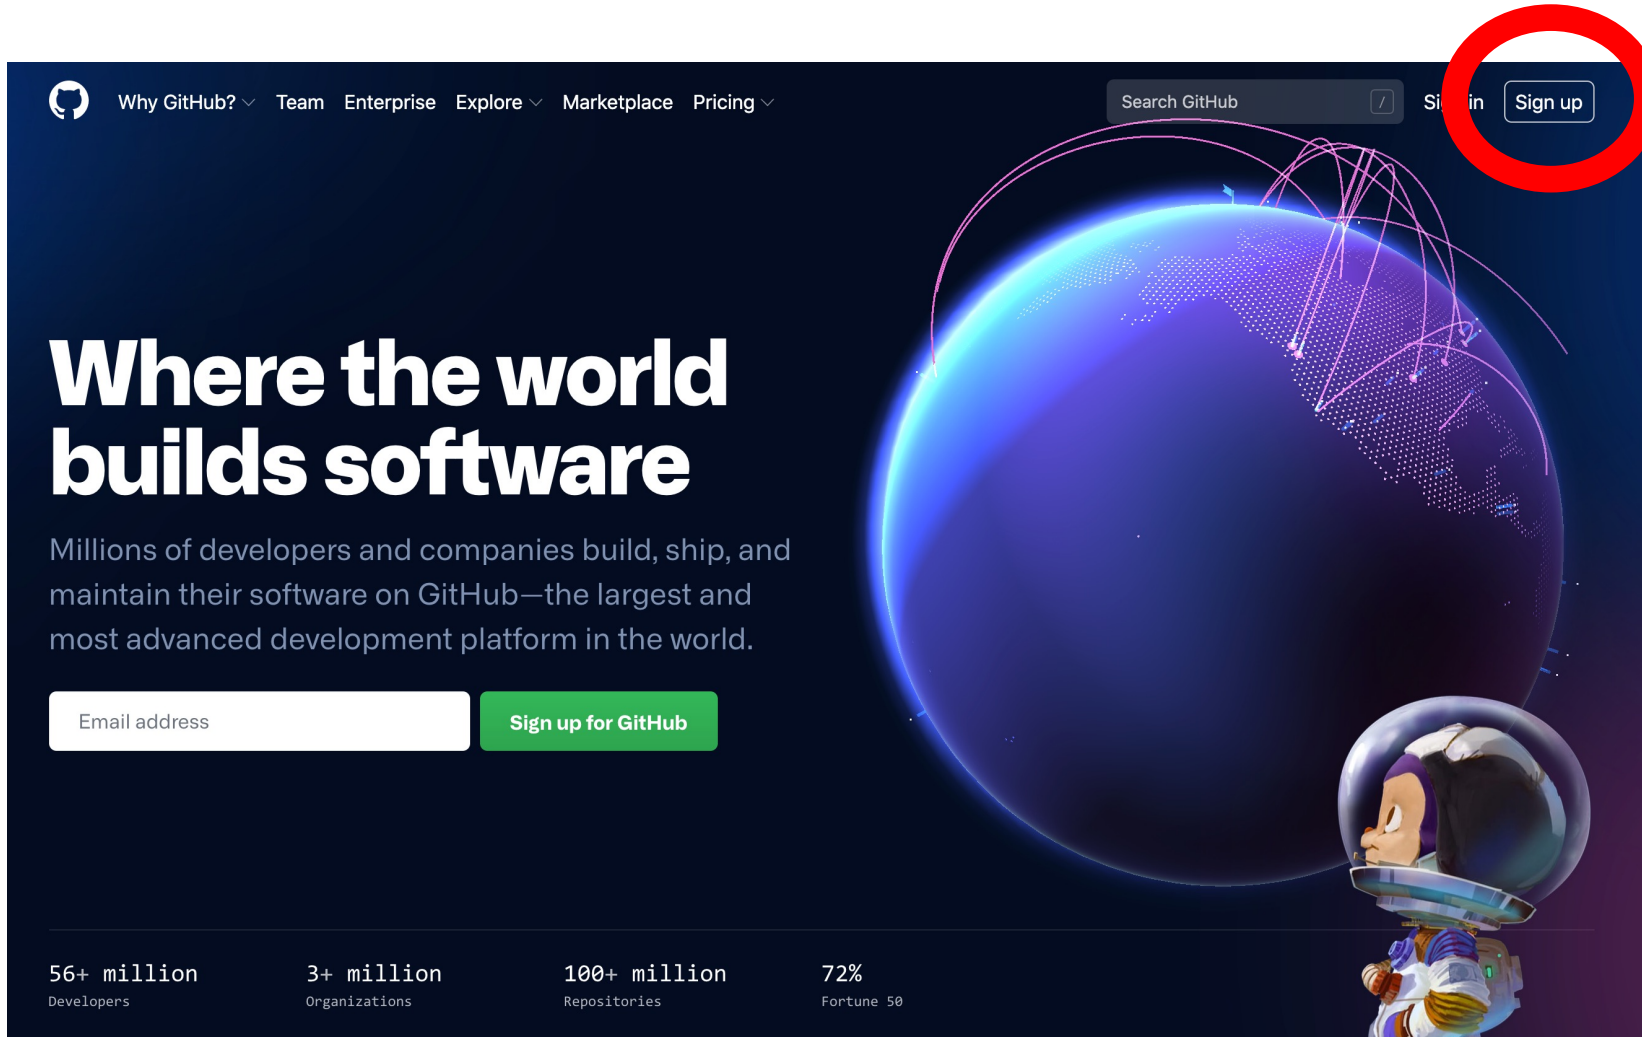 Why GitHub? Team Enterprise Explore Marketplace Pricing Search GitHub / Sign in Sign up
Where the world
builds software
Millions of developers and companies build, ship, and
maintain their software on GitHub—the largest and
most advanced development platform in the world.
Email address Sign up for GitHub
56+ million 3+ million 100+ million 72%
Developers Organizations Repositories Fortune 50